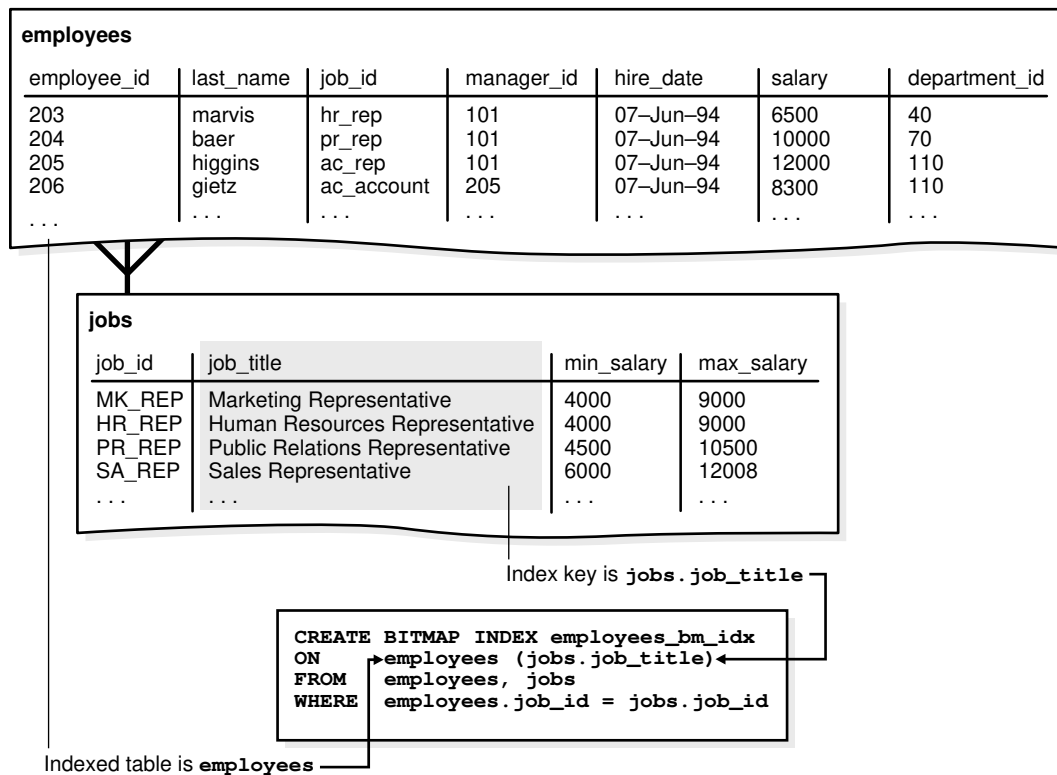 employees
employee_id last_name job_id manager_id hire_date salary department_id
203 marvis hr_rep 101 07–Jun–94 6500 40
204 baer pr_rep 101 07–Jun–94 10000 70
205 higgins ac_rep 101 07–Jun–94 12000 110
206 gietz ac_account 205 07–Jun–94 8300 110
. . . . . . . . . . . . . . . . . . . . .
jobs
job_id job_title min_salary max_salary
MK_REP Marketing Representative 4000 9000
HR_REP Human Resources Representative 4000 9000
PR_REP Public Relations Representative 4500 10500
SA_REP Sales Representative 6000 12008
. . . . . . . . . . . .
Index key is jobs.job_title
CREATE BITMAP INDEX employees_bm_idx
ON employees (jobs.job_title)
FROM employees, jobs
WHERE employees.job_id = jobs.job_id
Indexed table is employees